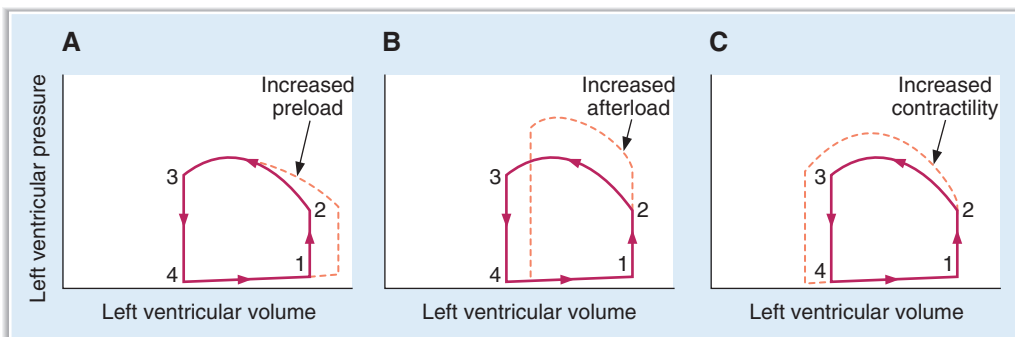 A
B
C
Left ventricular pressure
Increased
preload
3
2
1
4
Left ventricular volume
Increased
afterload
3
2
1
4
Left ventricular volume
Increased
contractility
3
2
1
4
Left ventricular volume